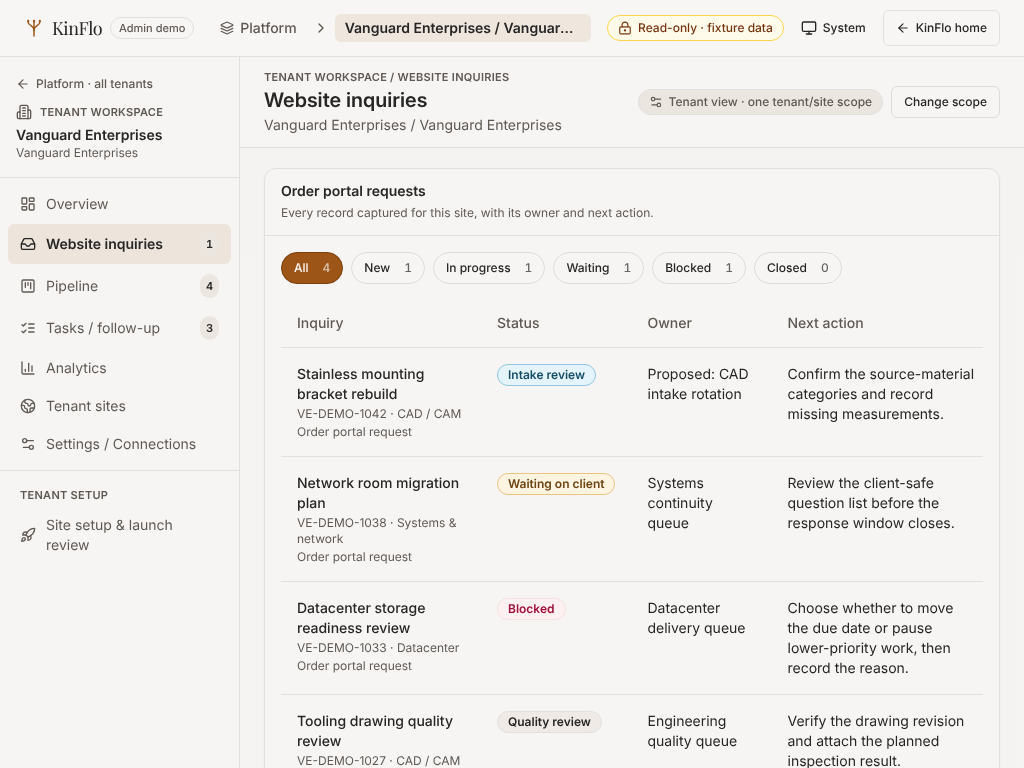 KinFlo Admin demo Platform Vanguard Enterprises / Vanguar... Read-only · fixture data System KinFlo home
Platform · all tenants
TENANT WORKSPACE
Vanguard Enterprises
Vanguard Enterprises
Overview
Website inquiries 1
Pipeline 4
Tasks / follow-up 3
Analytics
Tenant sites
Settings / Connections
TENANT SETUP
Site setup & launch
review
TENANT WORKSPACE / WEBSITE INQUIRIES
Website inquiries
Vanguard Enterprises / Vanguard Enterprises
Tenant view · one tenant/site scope Change scope
Order portal requests
Every record captured for this site, with its owner and next action.
All 4 New 1 In progress 1 Waiting 1 Blocked 1 Closed 0
Inquiry Status Owner Next action
Stainless mounting
bracket rebuild
VE-DEMO-1042 · CAD / CAM
Order portal request
Intake review
Proposed: CAD
intake rotation
Confirm the source-material
categories and record
missing measurements.
Network room migration
plan
VE-DEMO-1038 · Systems &
network
Order portal request
Waiting on client
Systems
continuity
queue
Review the client-safe
question list before the
response window closes.
Datacenter storage
readiness review
VE-DEMO-1033 · Datacenter
Order portal request
Blocked
Datacenter
delivery queue
Choose whether to move
the due date or pause
lower-priority work, then
record the reason.
Tooling drawing quality
review
VE-DEMO-1027 · CAD / CAM
Quality review
Engineering
quality queue
Verify the drawing revision
and attach the planned
inspection result.